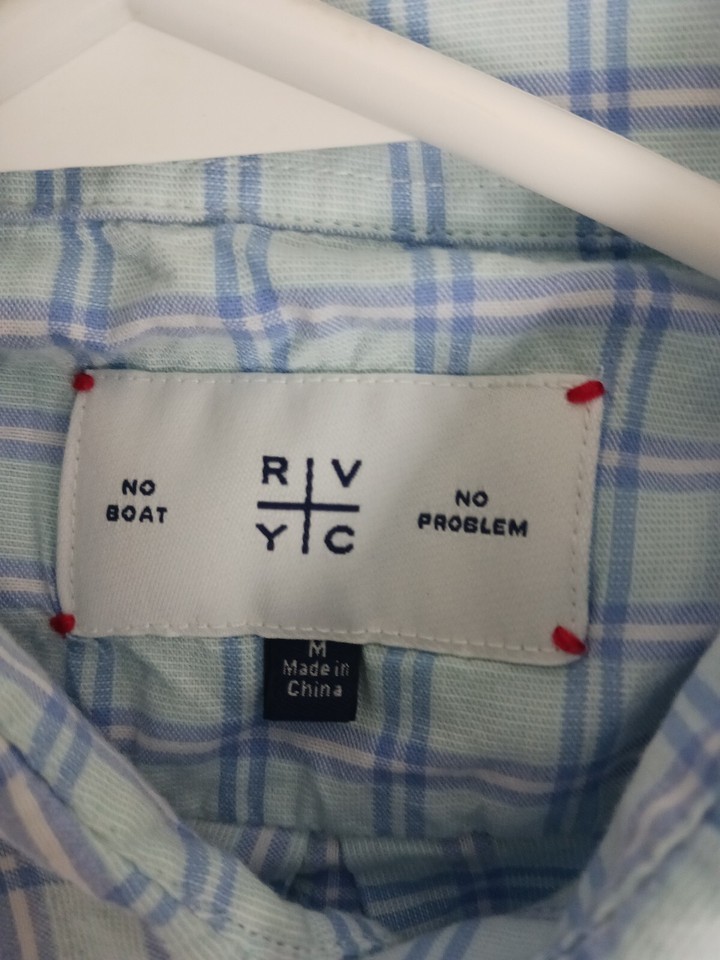 NO
BOAT
R V
Y C
NO
PROBLEM
M
Made in
China